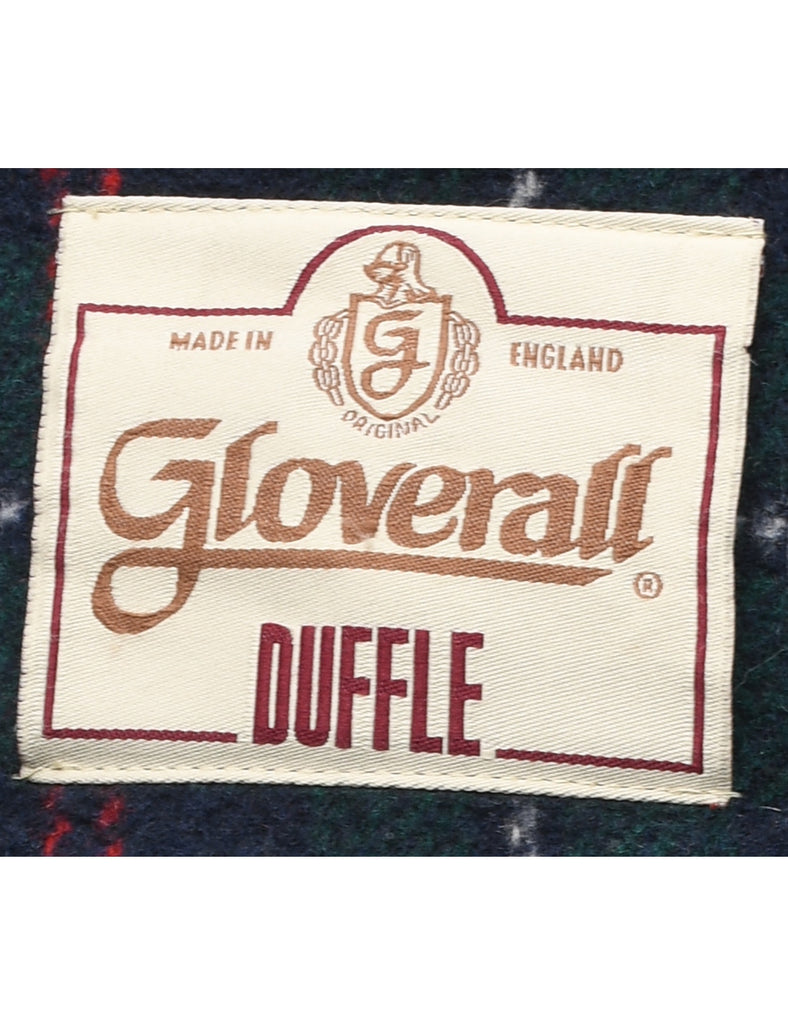 G
MADE IN ENGLAND
ORIGINAL
Gloverall ®
DUFFLE